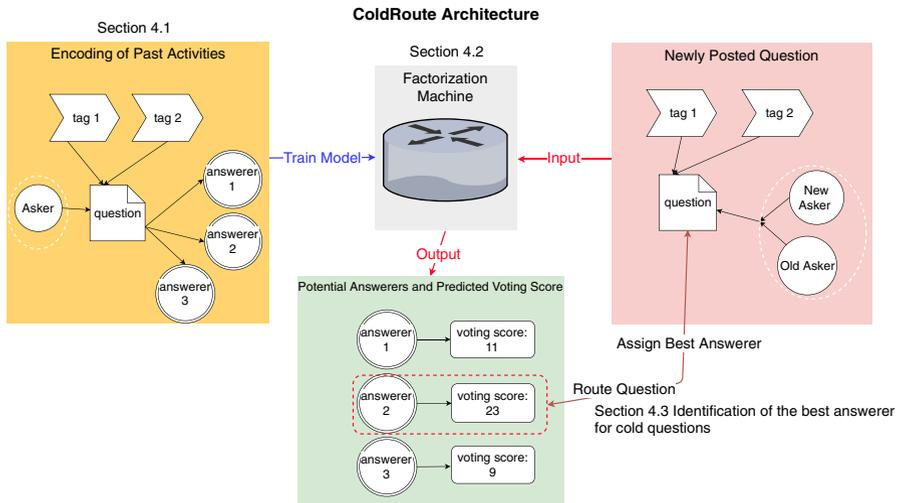 ColdRoute Architecture
Section 4.1
Encoding of Past Activities
tag 1
tag 2
Asker
question
answerer
1
answerer
2
answerer
3
Train Model
Section 4.2
Factorization
Machine
Input
Output
Newly Posted Question
tag 1
tag 2
question
New
Asker
Old Asker
Potential Answerers and Predicted Voting Score
answerer
1
voting score:
11
answerer
2
voting score:
23
answerer
3
voting score:
9
Assign Best Answerer
Route Question
Section 4.3 Identification of the best answerer
for cold questions